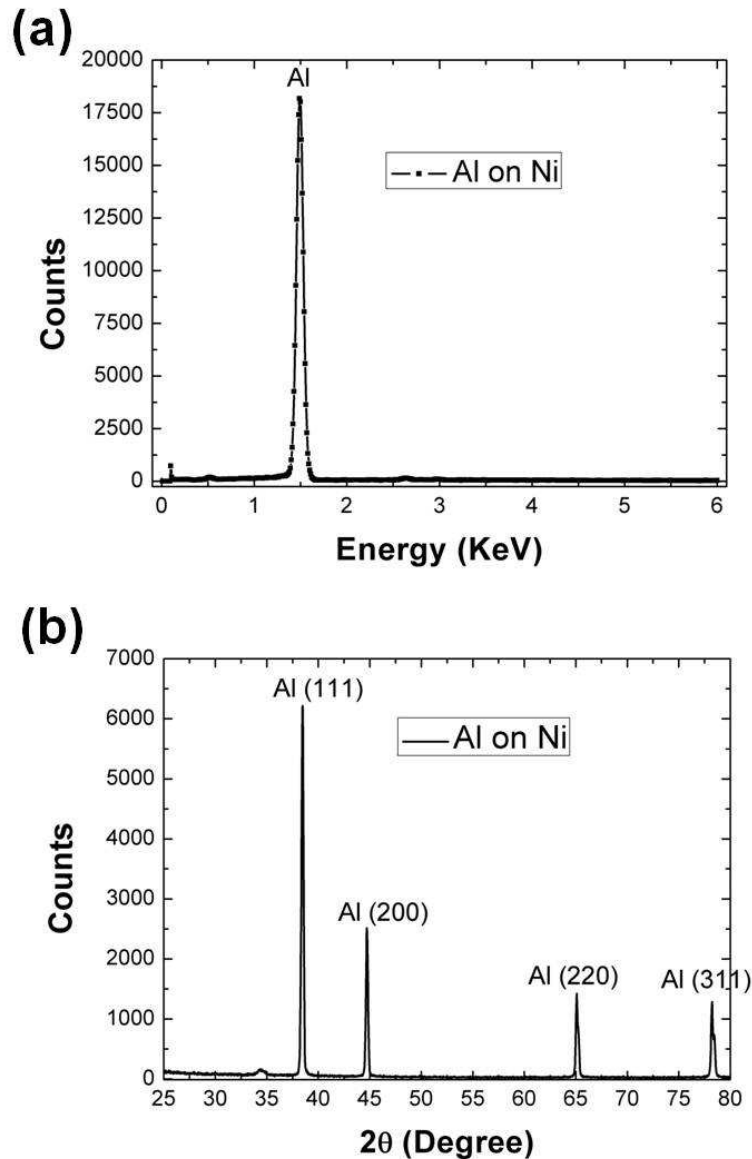 (a)
20000
17500
15000
12500
10000
7500
5000
2500
0
Counts
Al
Al on Ni
0 1 2 3 4 5 6
Energy (KeV)
(b)
7000
6000
5000
4000
3000
2000
1000
0
Counts
Al (111)
Al on Ni
Al (200)
Al (220)
Al (311)
25 30 35 40 45 50 55 60 65 70 75 80
2θ (Degree)